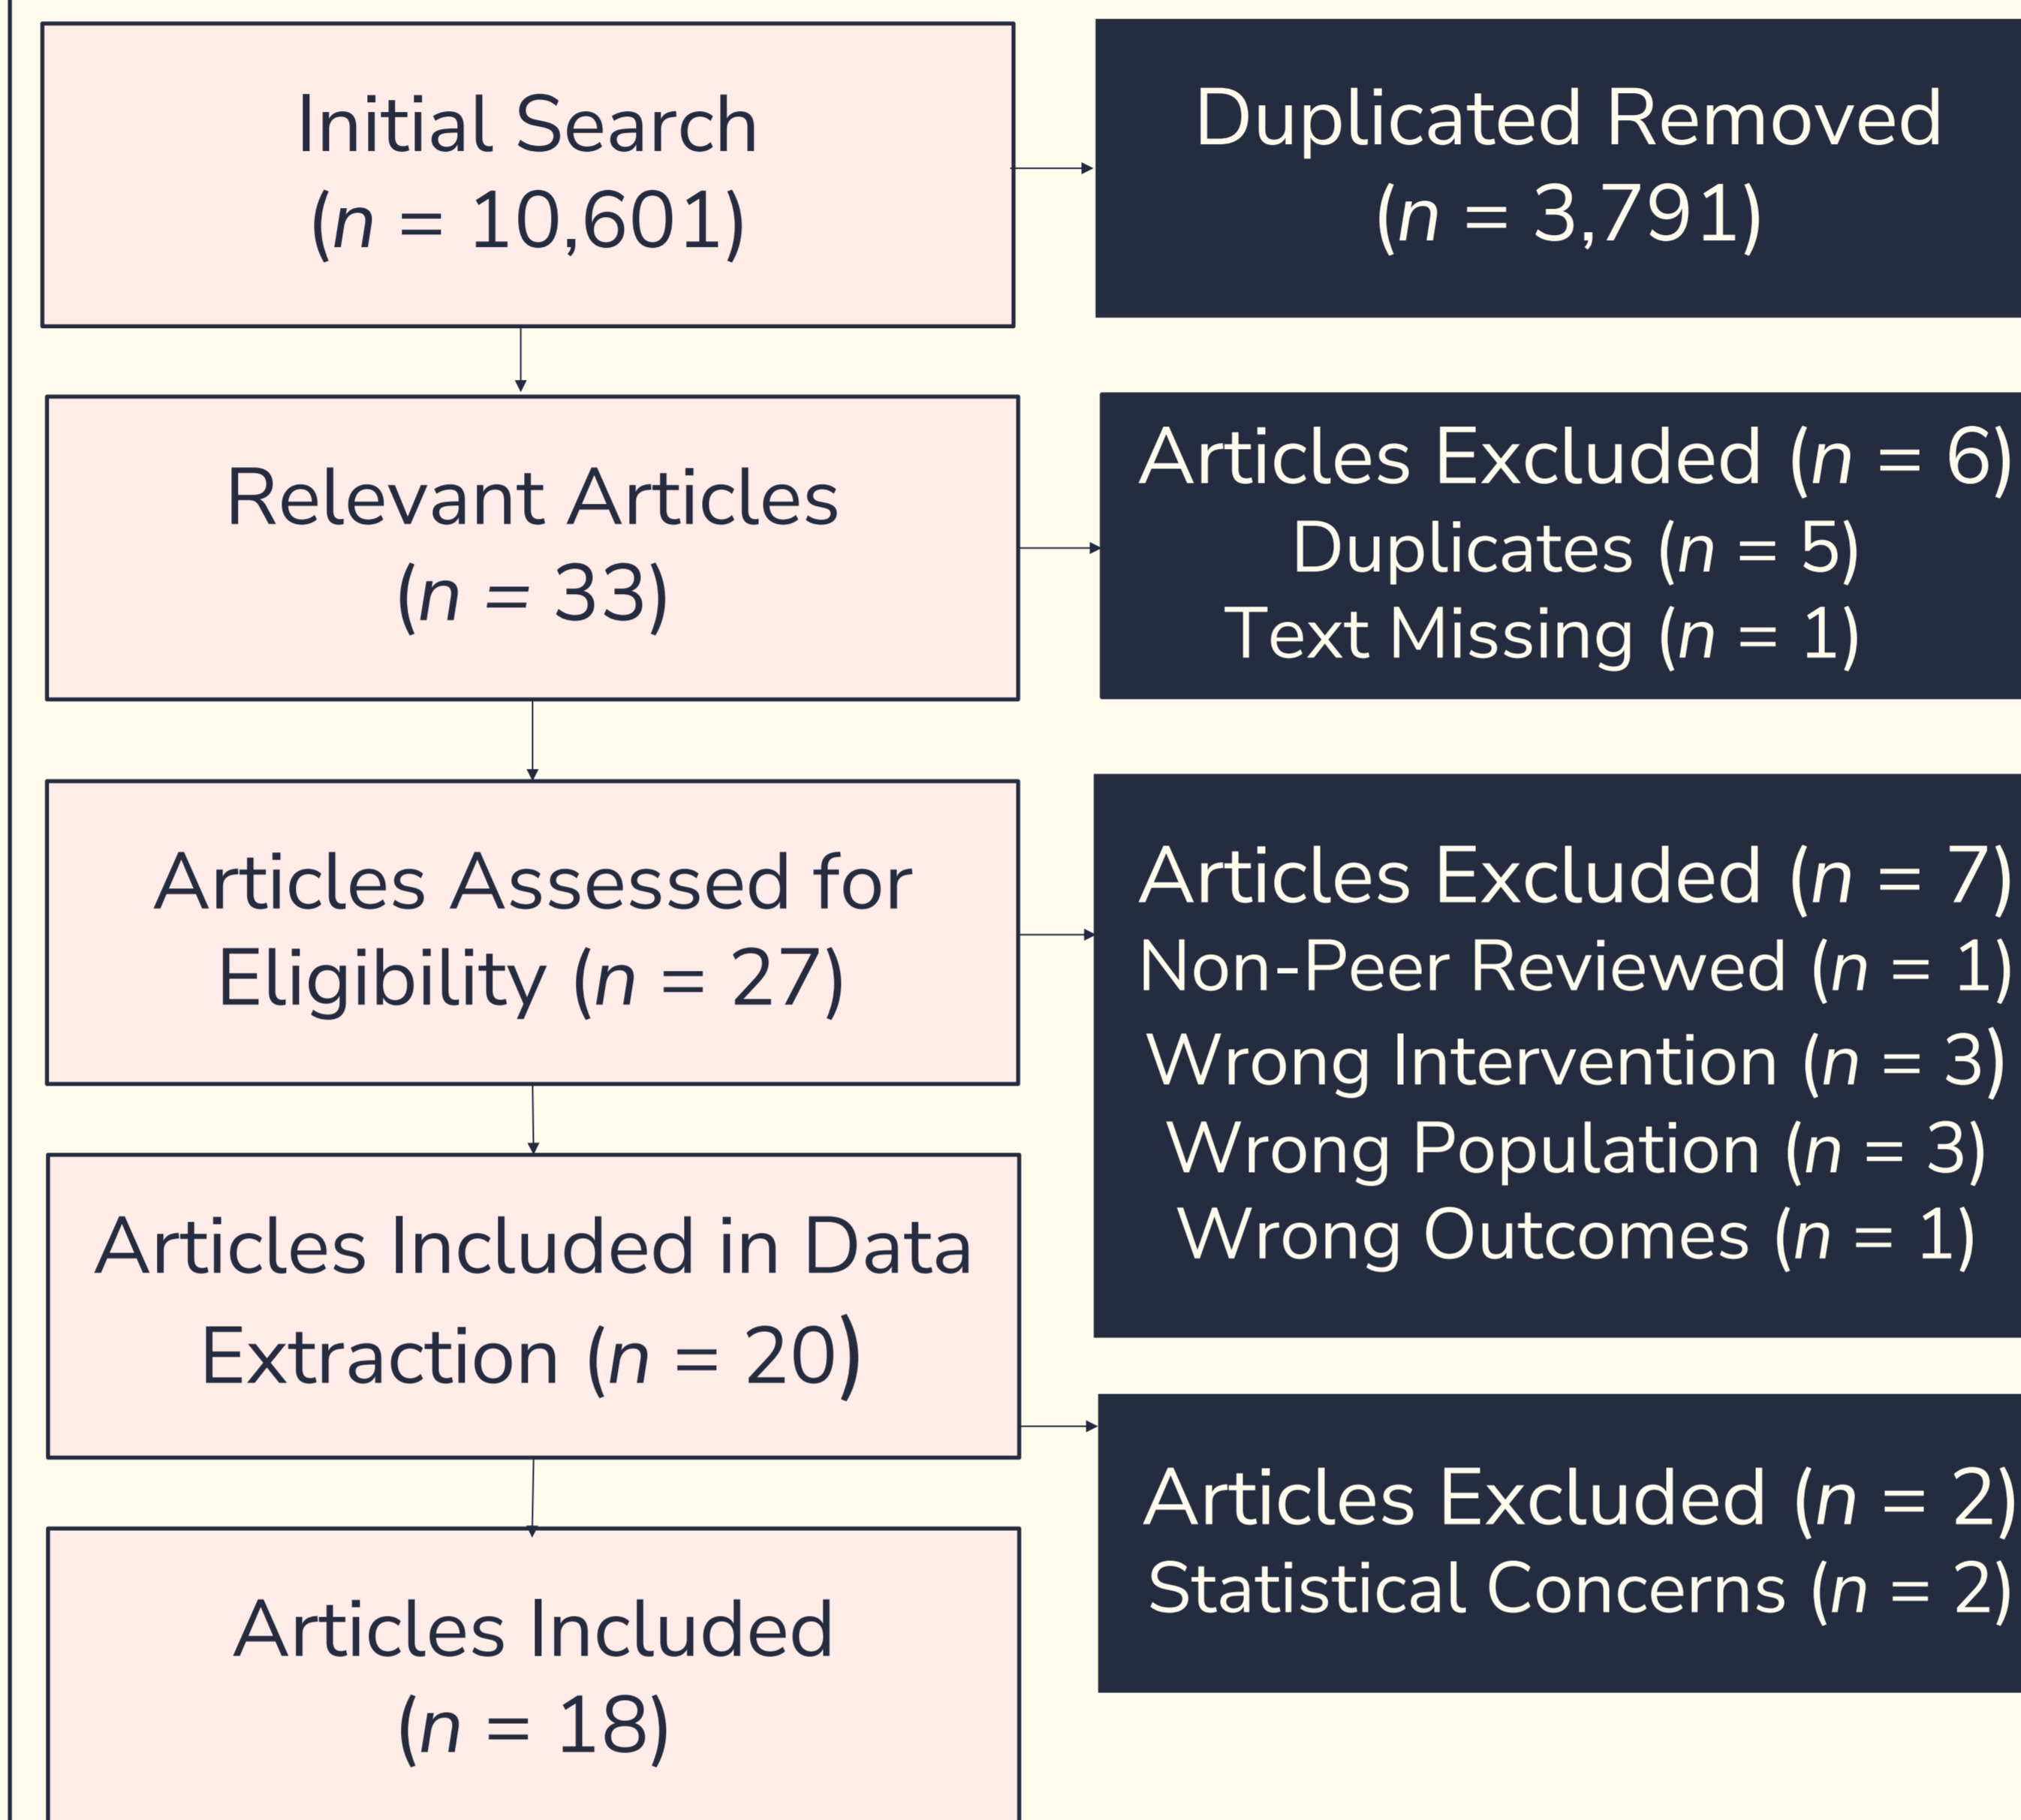 Initial Search
(n = 10,601)
Duplicated Removed
(n = 3,791)
Relevant Articles
(n = 33)
Articles Excluded (n = 6)
Duplicates (n = 5)
Text Missing (n = 1)
Articles Assessed for
Eligibility (n = 27)
Articles Excluded (n = 7)
Non-Peer Reviewed (n = 1)
Wrong Intervention (n = 3)
Wrong Population (n = 3)
Wrong Outcomes (n = 1)
Articles Included in Data
Extraction (n = 20)
Articles Excluded (n = 2)
Statistical Concerns (n = 2)
Articles Included
(n = 18)